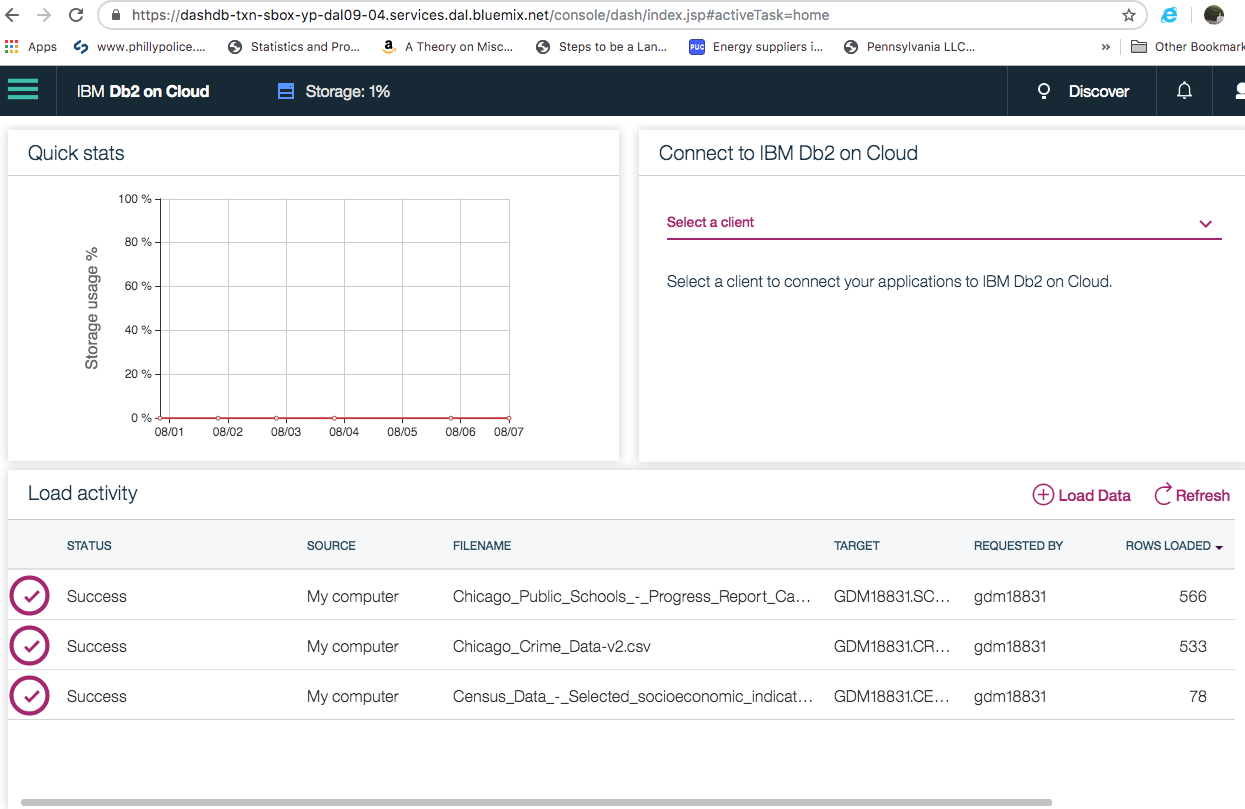 https://dashdb-txn-sbox-yp-dal09-04.services.dal.bluemix.net/console/dash/index.jsp#activeTask=home
Apps www.phillypolice.... Statistics and Pro... A Theory on Misc... Steps to be a Lan... PUC Energy suppliers i... Pennsylvania LLC... » Other Bookmark
IBM Db2 on Cloud Storage: 1% Discover
Quick stats
100 %
80 %
60 %
40 %
20 %
0 %
Storage usage %
08/01 08/02 08/03 08/04 08/05 08/06 08/07
Connect to IBM Db2 on Cloud
Select a client
Select a client to connect your applications to IBM Db2 on Cloud.
Load activity Load Data Refresh
STATUS SOURCE FILENAME TARGET REQUESTED BY ROWS LOADED
Success My computer Chicago_Public_Schools_-_Progress_Report_Ca... GDM18831.SC... gdm18831 566
Success My computer Chicago_Crime_Data-v2.csv GDM18831.CR... gdm18831 533
Success My computer Census_Data_-_Selected_socioeconomic_indicat... GDM18831.CE... gdm18831 78